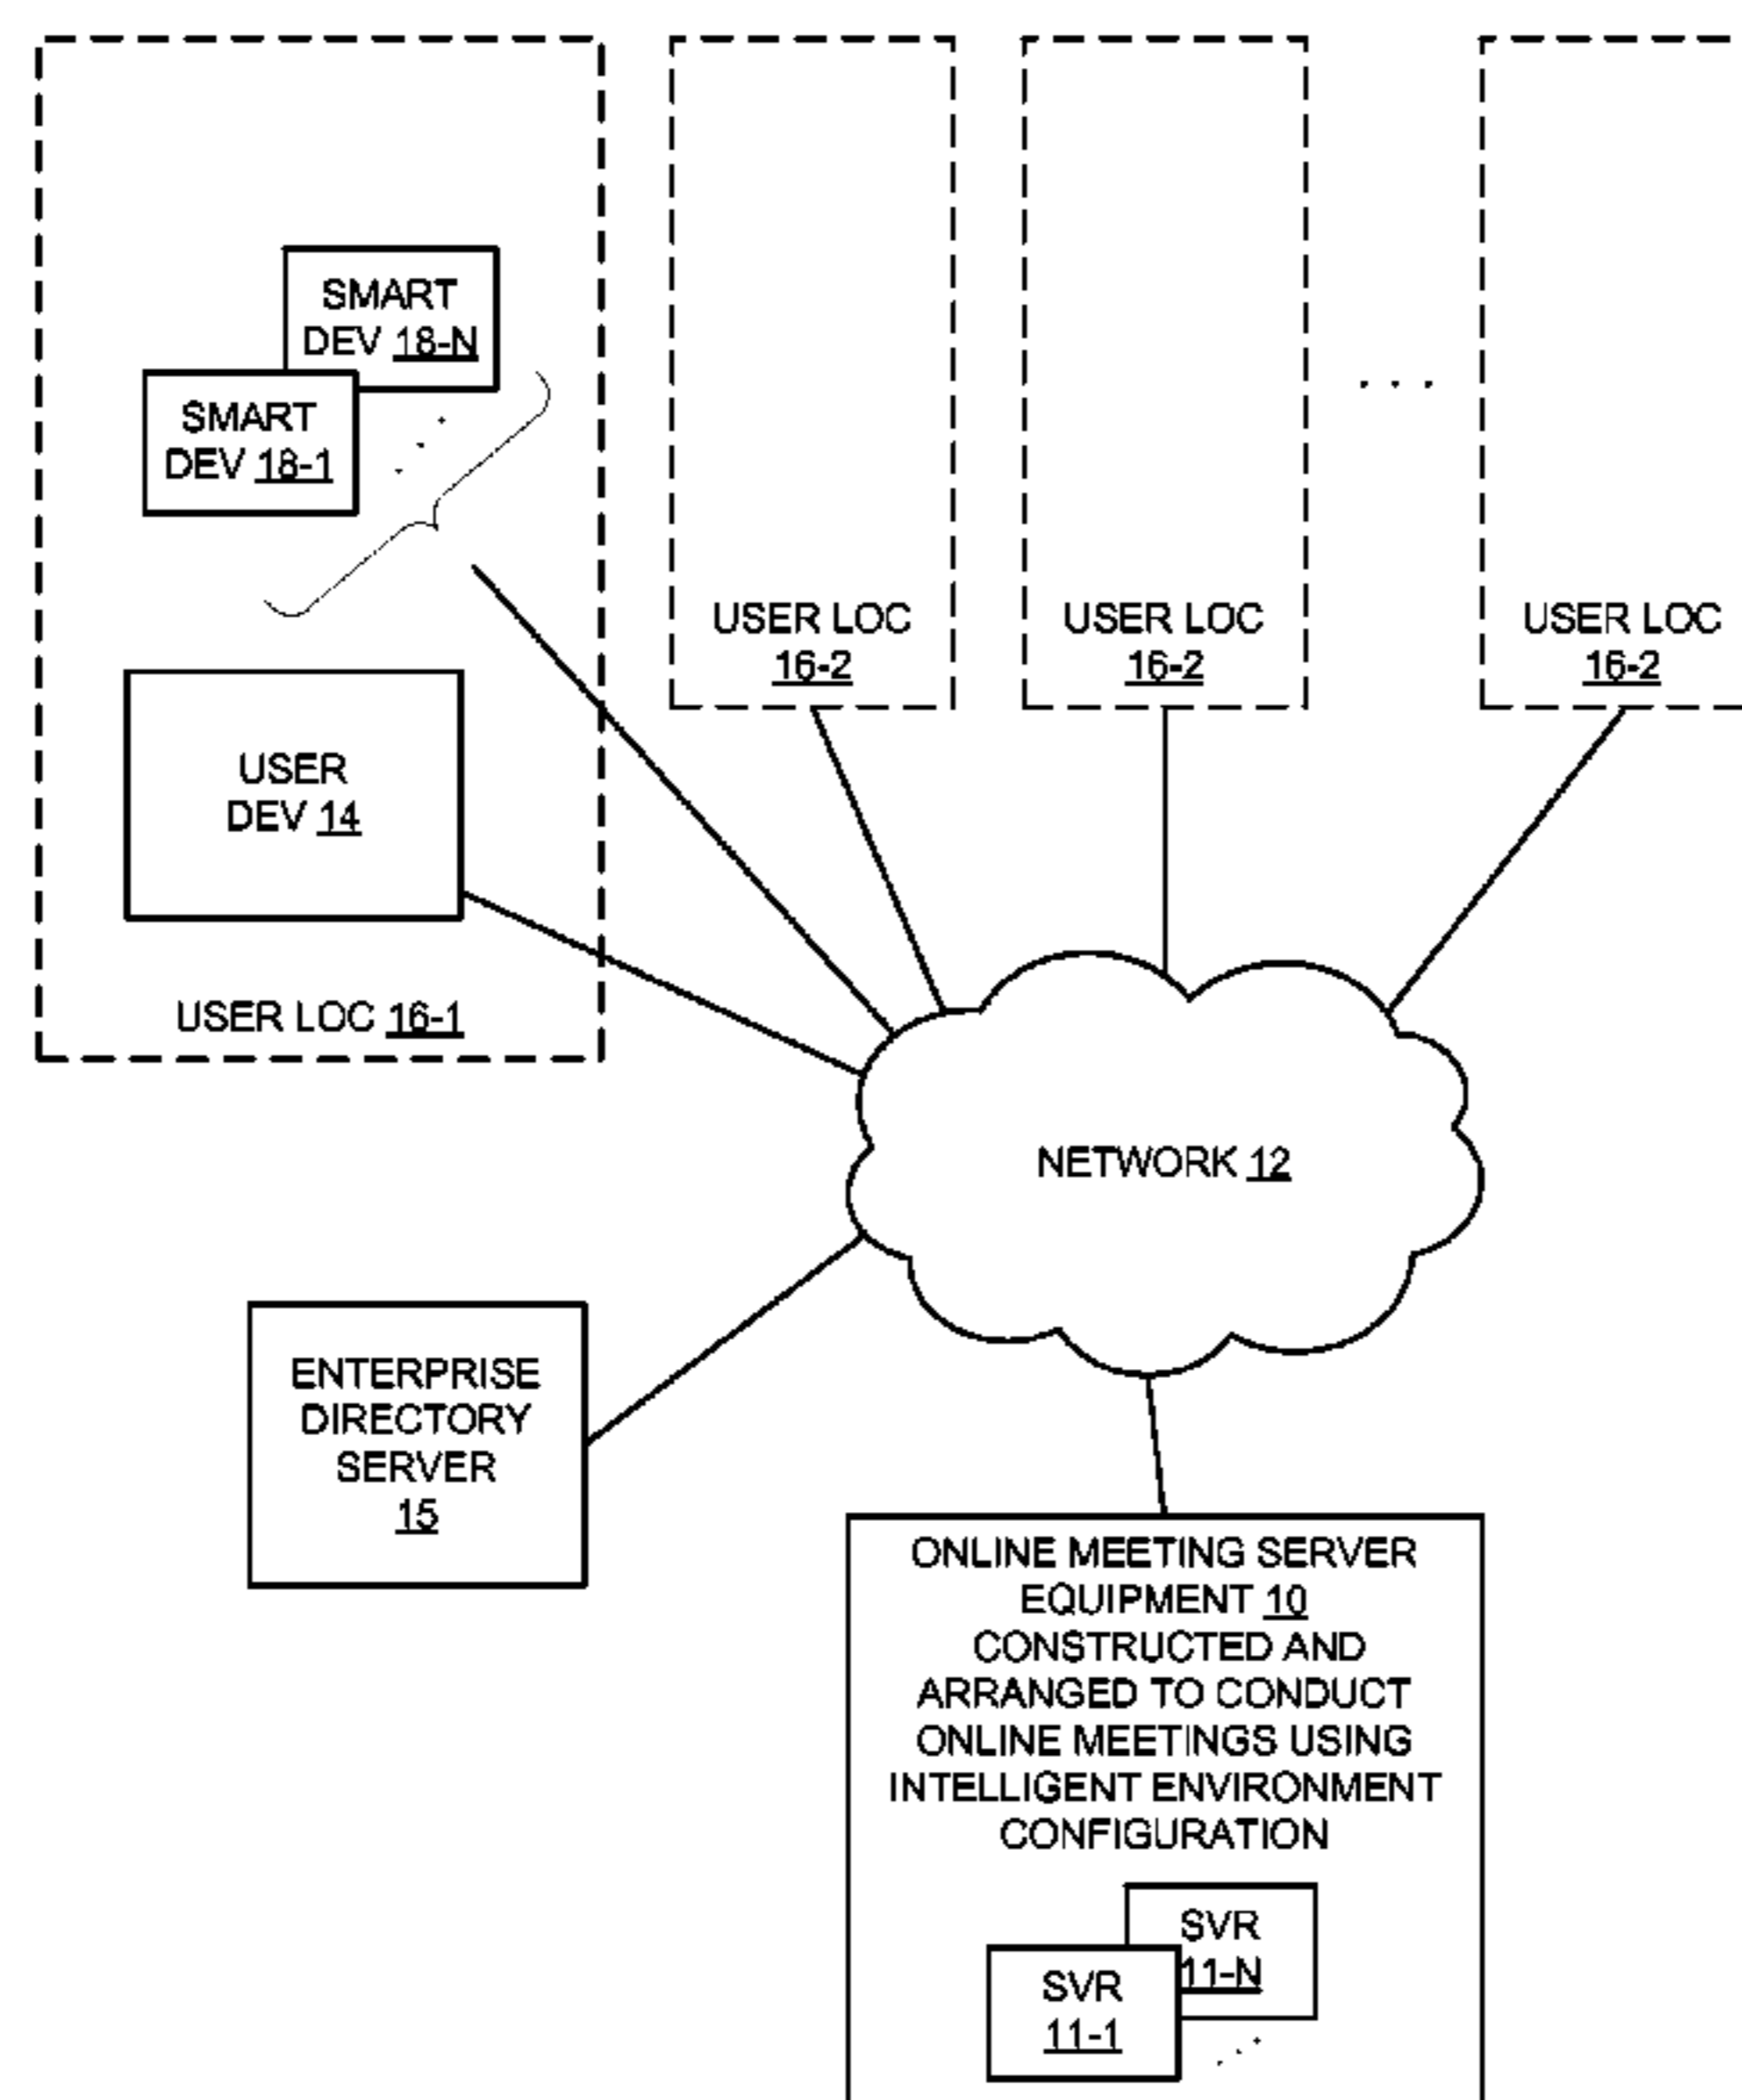 SMART
DEV 18-N
SMART
DEV 18-1
USER
DEV 14
USER LOC 16-1
USER LOC
16-2
USER LOC
16-2
. . .
USER LOC
16-2
NETWORK 12
ENTERPRISE
DIRECTORY
SERVER
15
ONLINE MEETING SERVER
EQUIPMENT 10
CONSTRUCTED AND
ARRANGED TO CONDUCT
ONLINE MEETINGS USING
INTELLIGENT ENVIRONMENT
CONFIGURATION
SVR
11-N
SVR
11-1